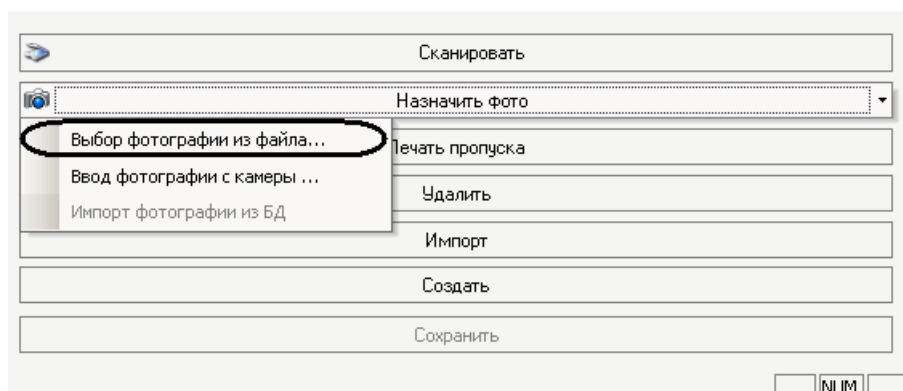 Сканировать
Назначить фото
Выбор фотографии из файла...
Печать пропуска
Ввод фотографии с камеры ...
Удалить
Импорт фотографии из БД
Импорт
Создать
Сохранить
NUM